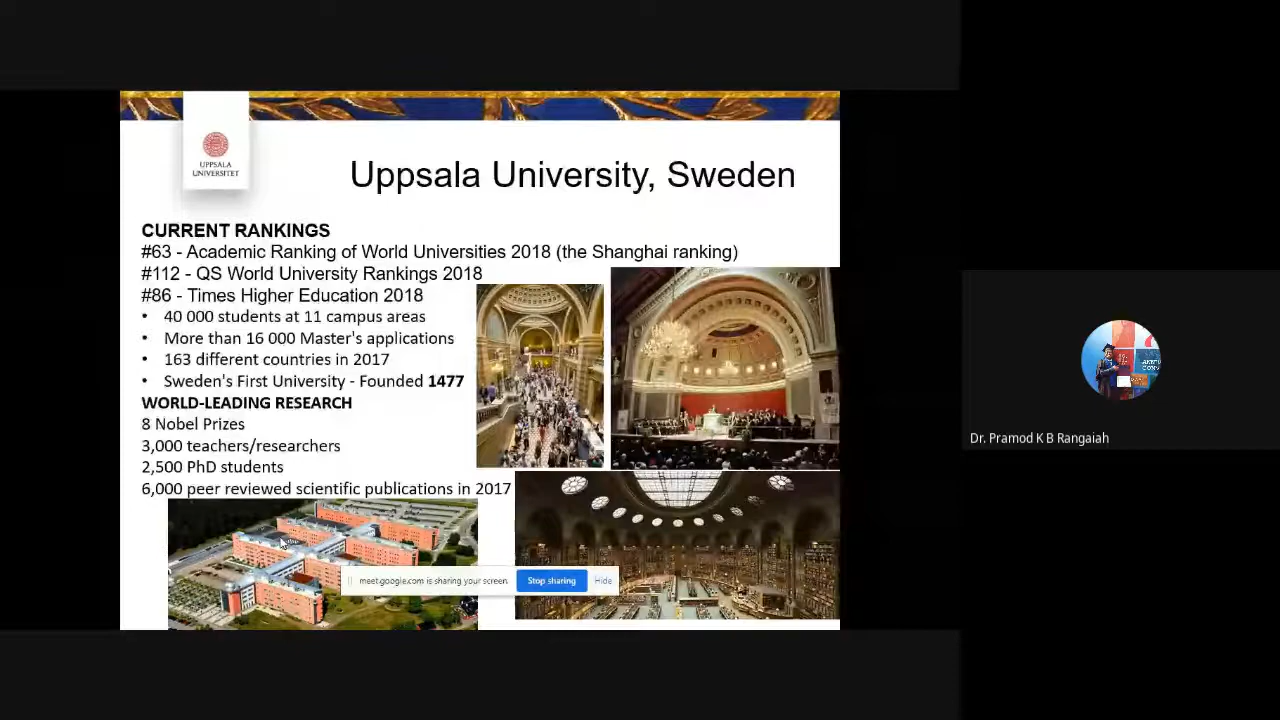 UPPSALA
UNIVERSITET
Uppsala University, Sweden
CURRENT RANKINGS
#63 - Academic Ranking of World Universities 2018 (the Shanghai ranking)
#112 - QS World University Rankings 2018
#86 - Times Higher Education 2018
• 40 000 students at 11 campus areas
• More than 16 000 Master's applications
• 163 different countries in 2017
• Sweden's First University - Founded 1477
WORLD-LEADING RESEARCH
8 Nobel Prizes
3,000 teachers/researchers
2,500 PhD students
6,000 peer reviewed scientific publications in 2017
meet.google.com is sharing your screen.
Stop sharing
Hide
Dr. Pramod K B Rangaiah